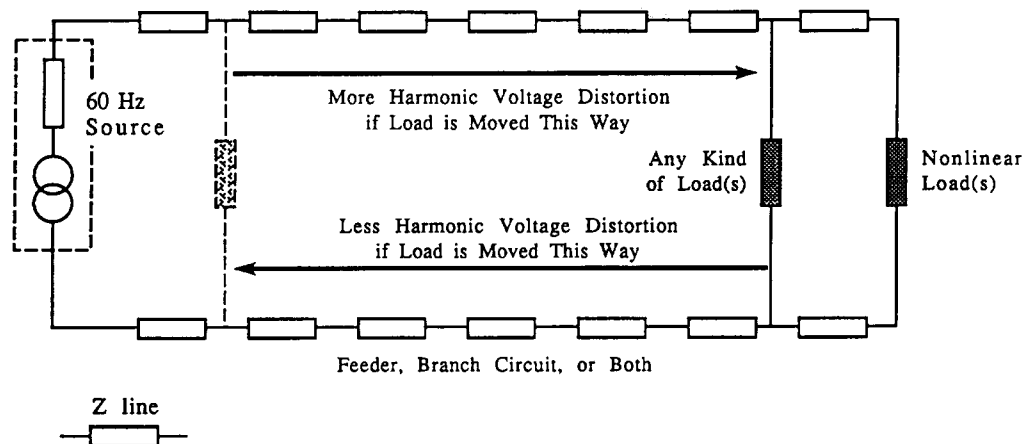 60 Hz
Source
More Harmonic Voltage Distortion
if Load is Moved This Way
Any Kind
of Load(s)
Nonlinear
Load(s)
Less Harmonic Voltage Distortion
if Load is Moved This Way
Feeder, Branch Circuit, or Both
Z line